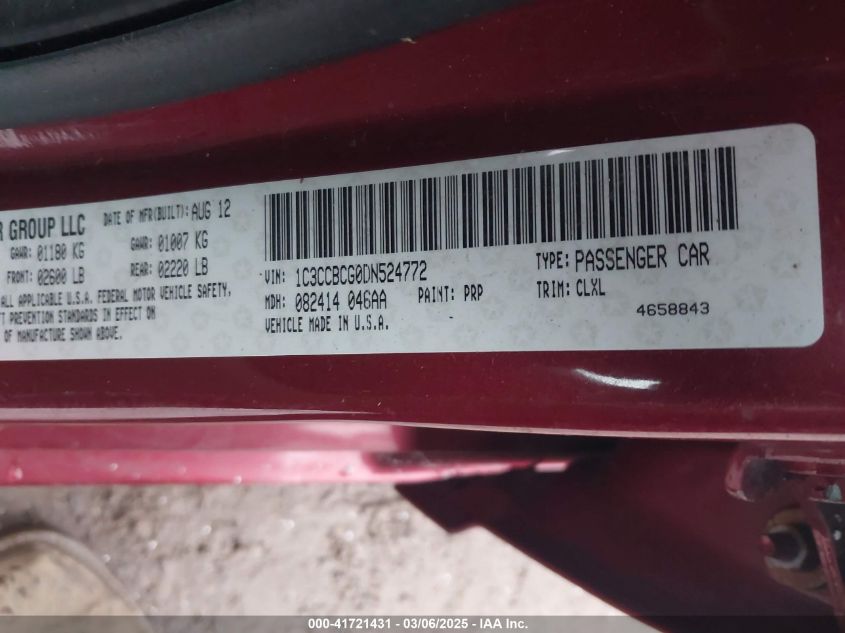 R GROUP LLC
DATE OF MFR(BUILT): AUG 12
GAWR: 01180 KG
GAWR: 01007 KG
FRONT: 02600 LB
REAR: 02220 LB
ALL APPLICABLE U.S.A. FEDERAL MOTOR VEHICLE SAFETY,
FT PREVENTION STANDARDS IN EFFECT ON
OF MANUFACTURE SHOWN ABOVE.
VIN: 1C3CCBCG0DN524772
TYPE: PASSENGER CAR
MDH: 082414 046AA
PAINT: PRP
TRIM: CLXL
VEHICLE MADE IN U.S.A.
4658843
000-41721431 - 03/06/2025 - IAA Inc.